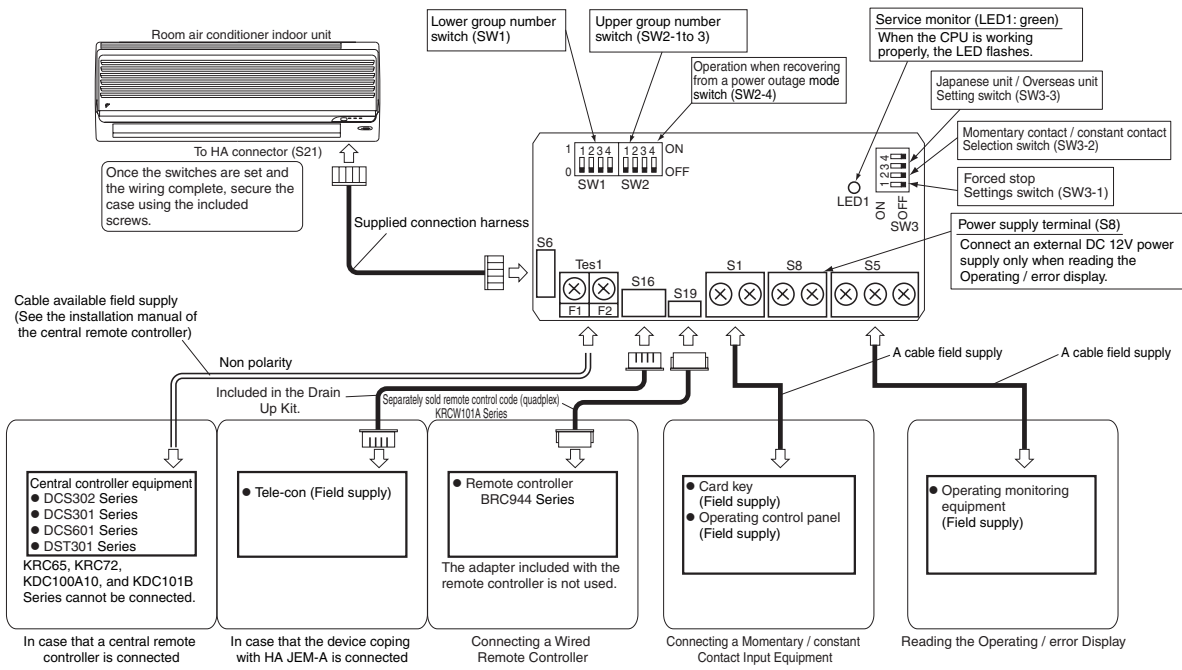 Room air conditioner indoor unit
To HA connector (S21)
Once the switches are set and
the wiring complete, secure the
case using the included
screws.
Supplied connection harness
Lower group number
switch (SW1)
Upper group number
switch (SW2-1to 3)
Operation when recovering
from a power outage mode
switch (SW2-4)
Service monitor (LED1: green)
When the CPU is working
properly, the LED flashes.
Japanese unit / Overseas unit
Setting switch (SW3-3)
Momentary contact / constant contact
Selection switch (SW3-2)
Forced stop
Settings switch (SW3-1)
Power supply terminal (S8)
Connect an external DC 12V power
supply only when reading the
Operating / error display.
1 1 2 3 4 1 2 3 4 ON
0 OFF
SW1 SW2
LED1
1 2 3 4
ON
OFF
SW3
S6
Tes1
F1 F2
S16
S19
S1
S8
S5
Cable available field supply
(See the installation manual of
the central remote controller)
Non polarity
Included in the Drain
Up Kit.
Separately sold remote control code (quadplex)
KRCW101A Series
A cable field supply
A cable field supply
Central controller equipment
● DCS302 Series
● DCS301 Series
● DCS601 Series
● DST301 Series
KRC65, KRC72,
KDC100A10, and KDC101B
Series cannot be connected.
In case that a central remote
controller is connected
● Tele-con (Field supply)
In case that the device coping
with HA JEM-A is connected
● Remote controller
BRC944 Series
The adapter included with the
remote controller is not used.
Connecting a Wired
Remote Controller
● Card key
(Field supply)
● Operating control panel
(Field supply)
Connecting a Momentary / constant
Contact Input Equipment
● Operating monitoring
equipment
(Field supply)
Reading the Operating / error Display